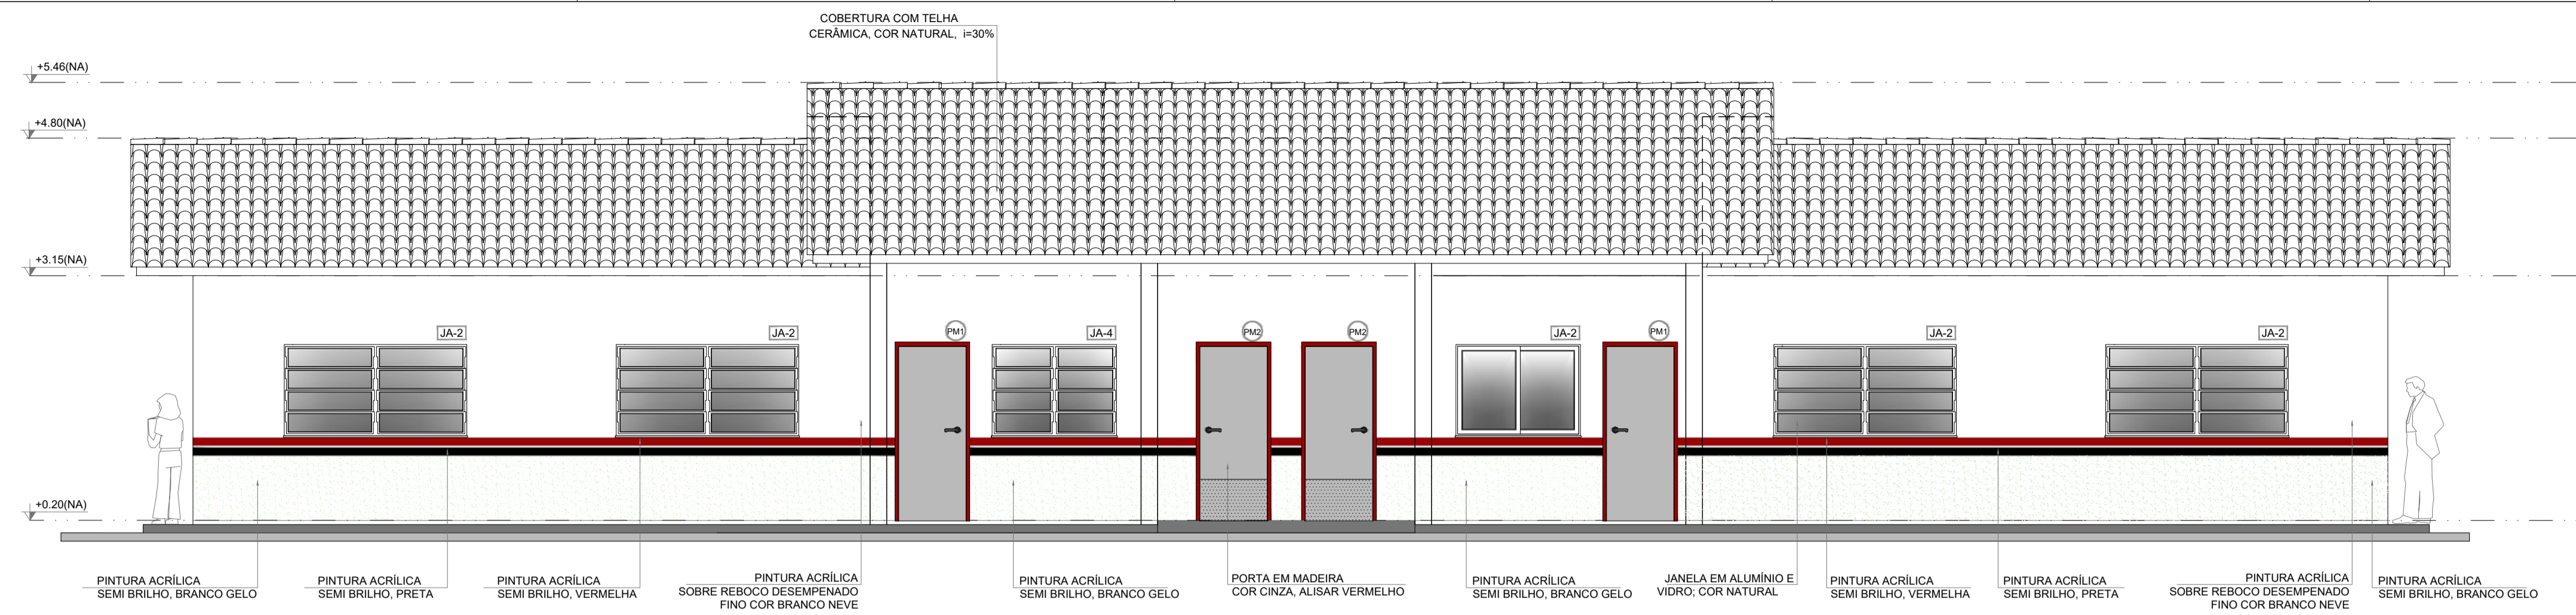 COBERTURA COM TELHA
CERÂMICA, COR NATURAL, i=30%
+5.46(NA)
+4.80(NA)
+3.15(NA)
JA-2
JA-2
PM1
JA-4
PM2
PM2
JA-2
PM1
JA-2
JA-2
+0.20(NA)
PINTURA ACRÍLICA
SEMI BRILHO, BRANCO GELO
PINTURA ACRÍLICA
SEMI BRILHO, PRETA
PINTURA ACRÍLICA
SEMI BRILHO, VERMELHA
PINTURA ACRÍLICA
SOBRE REBOCO DESEMPENADO
FINO COR BRANCO NEVE
PINTURA ACRÍLICA
SEMI BRILHO, BRANCO GELO
PORTA EM MADEIRA
COR CINZA, ALISAR VERMELHO
PINTURA ACRÍLICA
SEMI BRILHO, BRANCO GELO
JANELA EM ALUMÍNIO E
VIDRO; COR NATURAL
PINTURA ACRÍLICA
SEMI BRILHO, VERMELHA
PINTURA ACRÍLICA
SEMI BRILHO, PRETA
PINTURA ACRÍLICA
SOBRE REBOCO DESEMPENADO
FINO COR BRANCO NEVE
PINTURA ACRÍLICA
SEMI BRILHO, BRANCO GELO